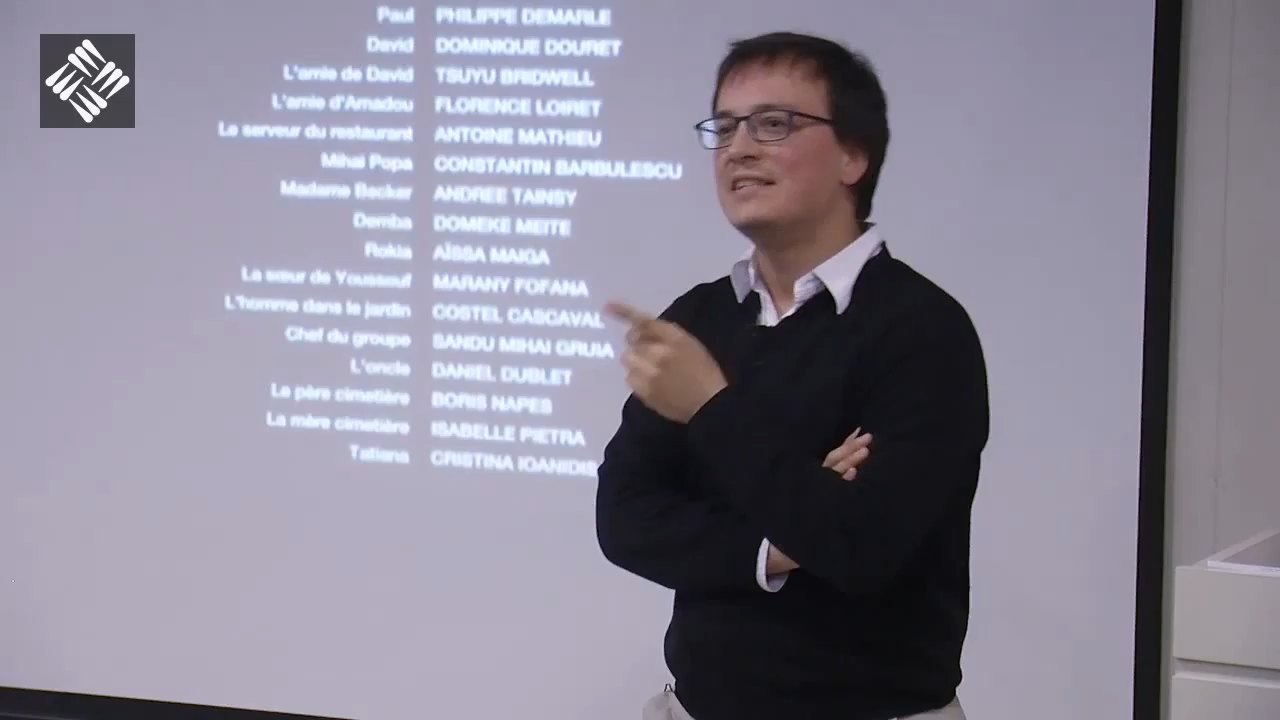 Paul PHILIPPE DEMARLE
David DOMINIQUE DOURET
L'amie de David TSUYU BRIDWELL
L'amie d'Amadou FLORENCE LOIRET
Le serveur du restaurant ANTOINE MATHIEU
Mihai Popa CONSTANTIN BARBULESCU
Madame Becker ANDREE TAINSY
Demba DOMEKE MEITE
Rokia AÏSSA MAIGA
La sœur de Youssouf MARANY FOFANA
L'homme dans le jardin COSTEL CASCAVAL
Chef du groupe SANDU MIHAI GRUIA
L'oncle DANIEL DUBLET
Le père cimetière BORIS NAPES
La mère cimetière ISABELLE PIETRA
Tatiana CRISTINA